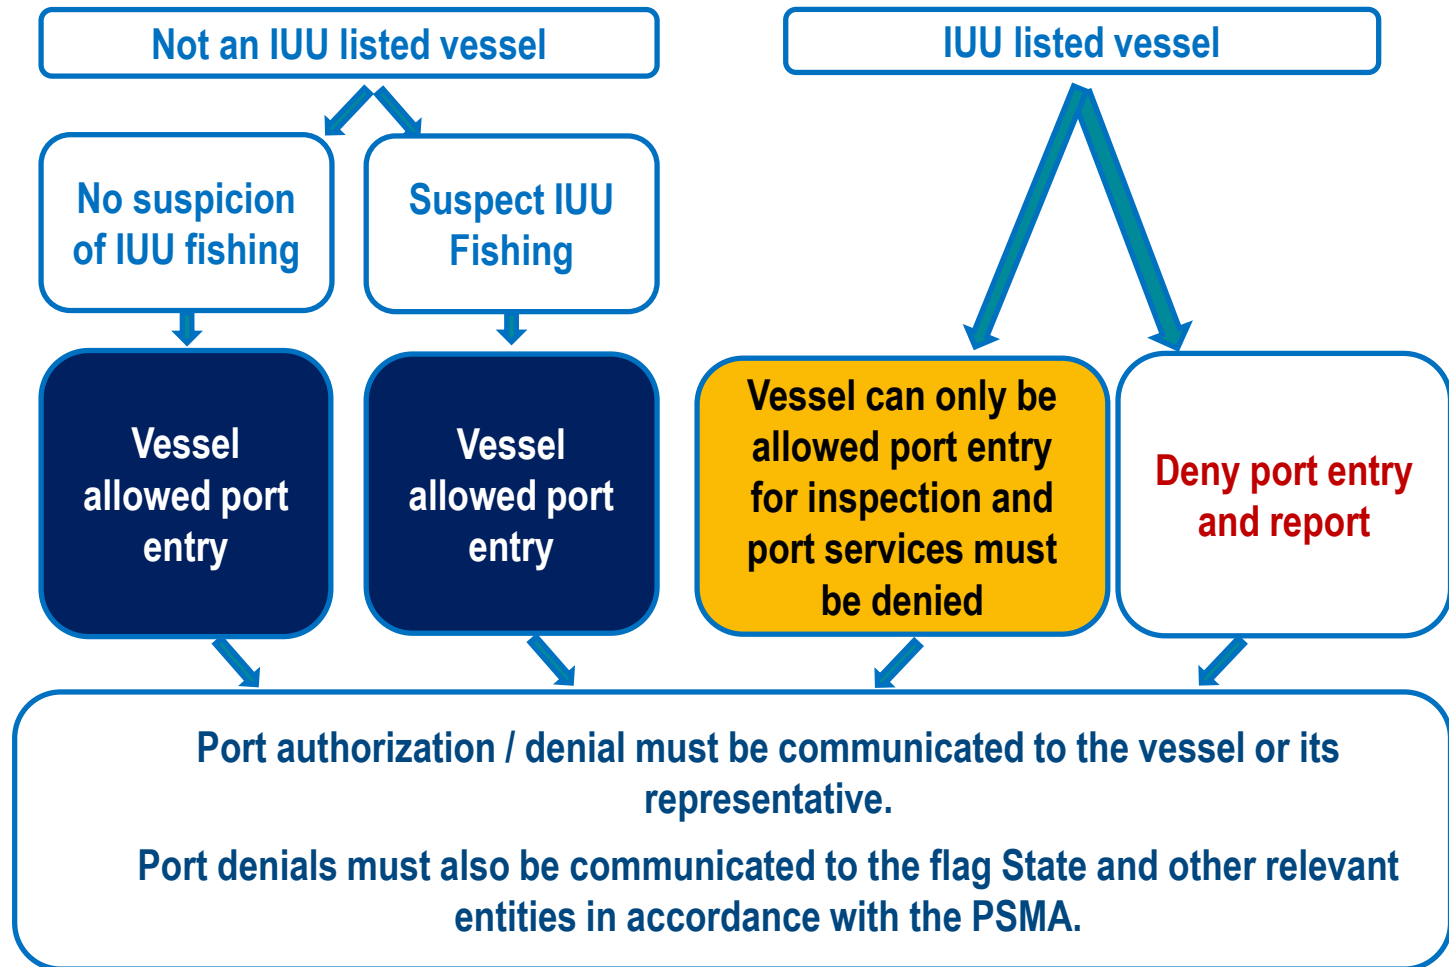 Not an IUU listed vessel
IUU listed vessel
No suspicion
of IUU fishing
Suspect IUU
Fishing
Vessel
allowed port
entry
Vessel
allowed port
entry
Vessel can only be
allowed port entry
for inspection and
port services must
be denied
Deny port entry
and report
Port authorization / denial must be communicated to the vessel or its
representative.
Port denials must also be communicated to the flag State and other relevant
entities in accordance with the PSMA.